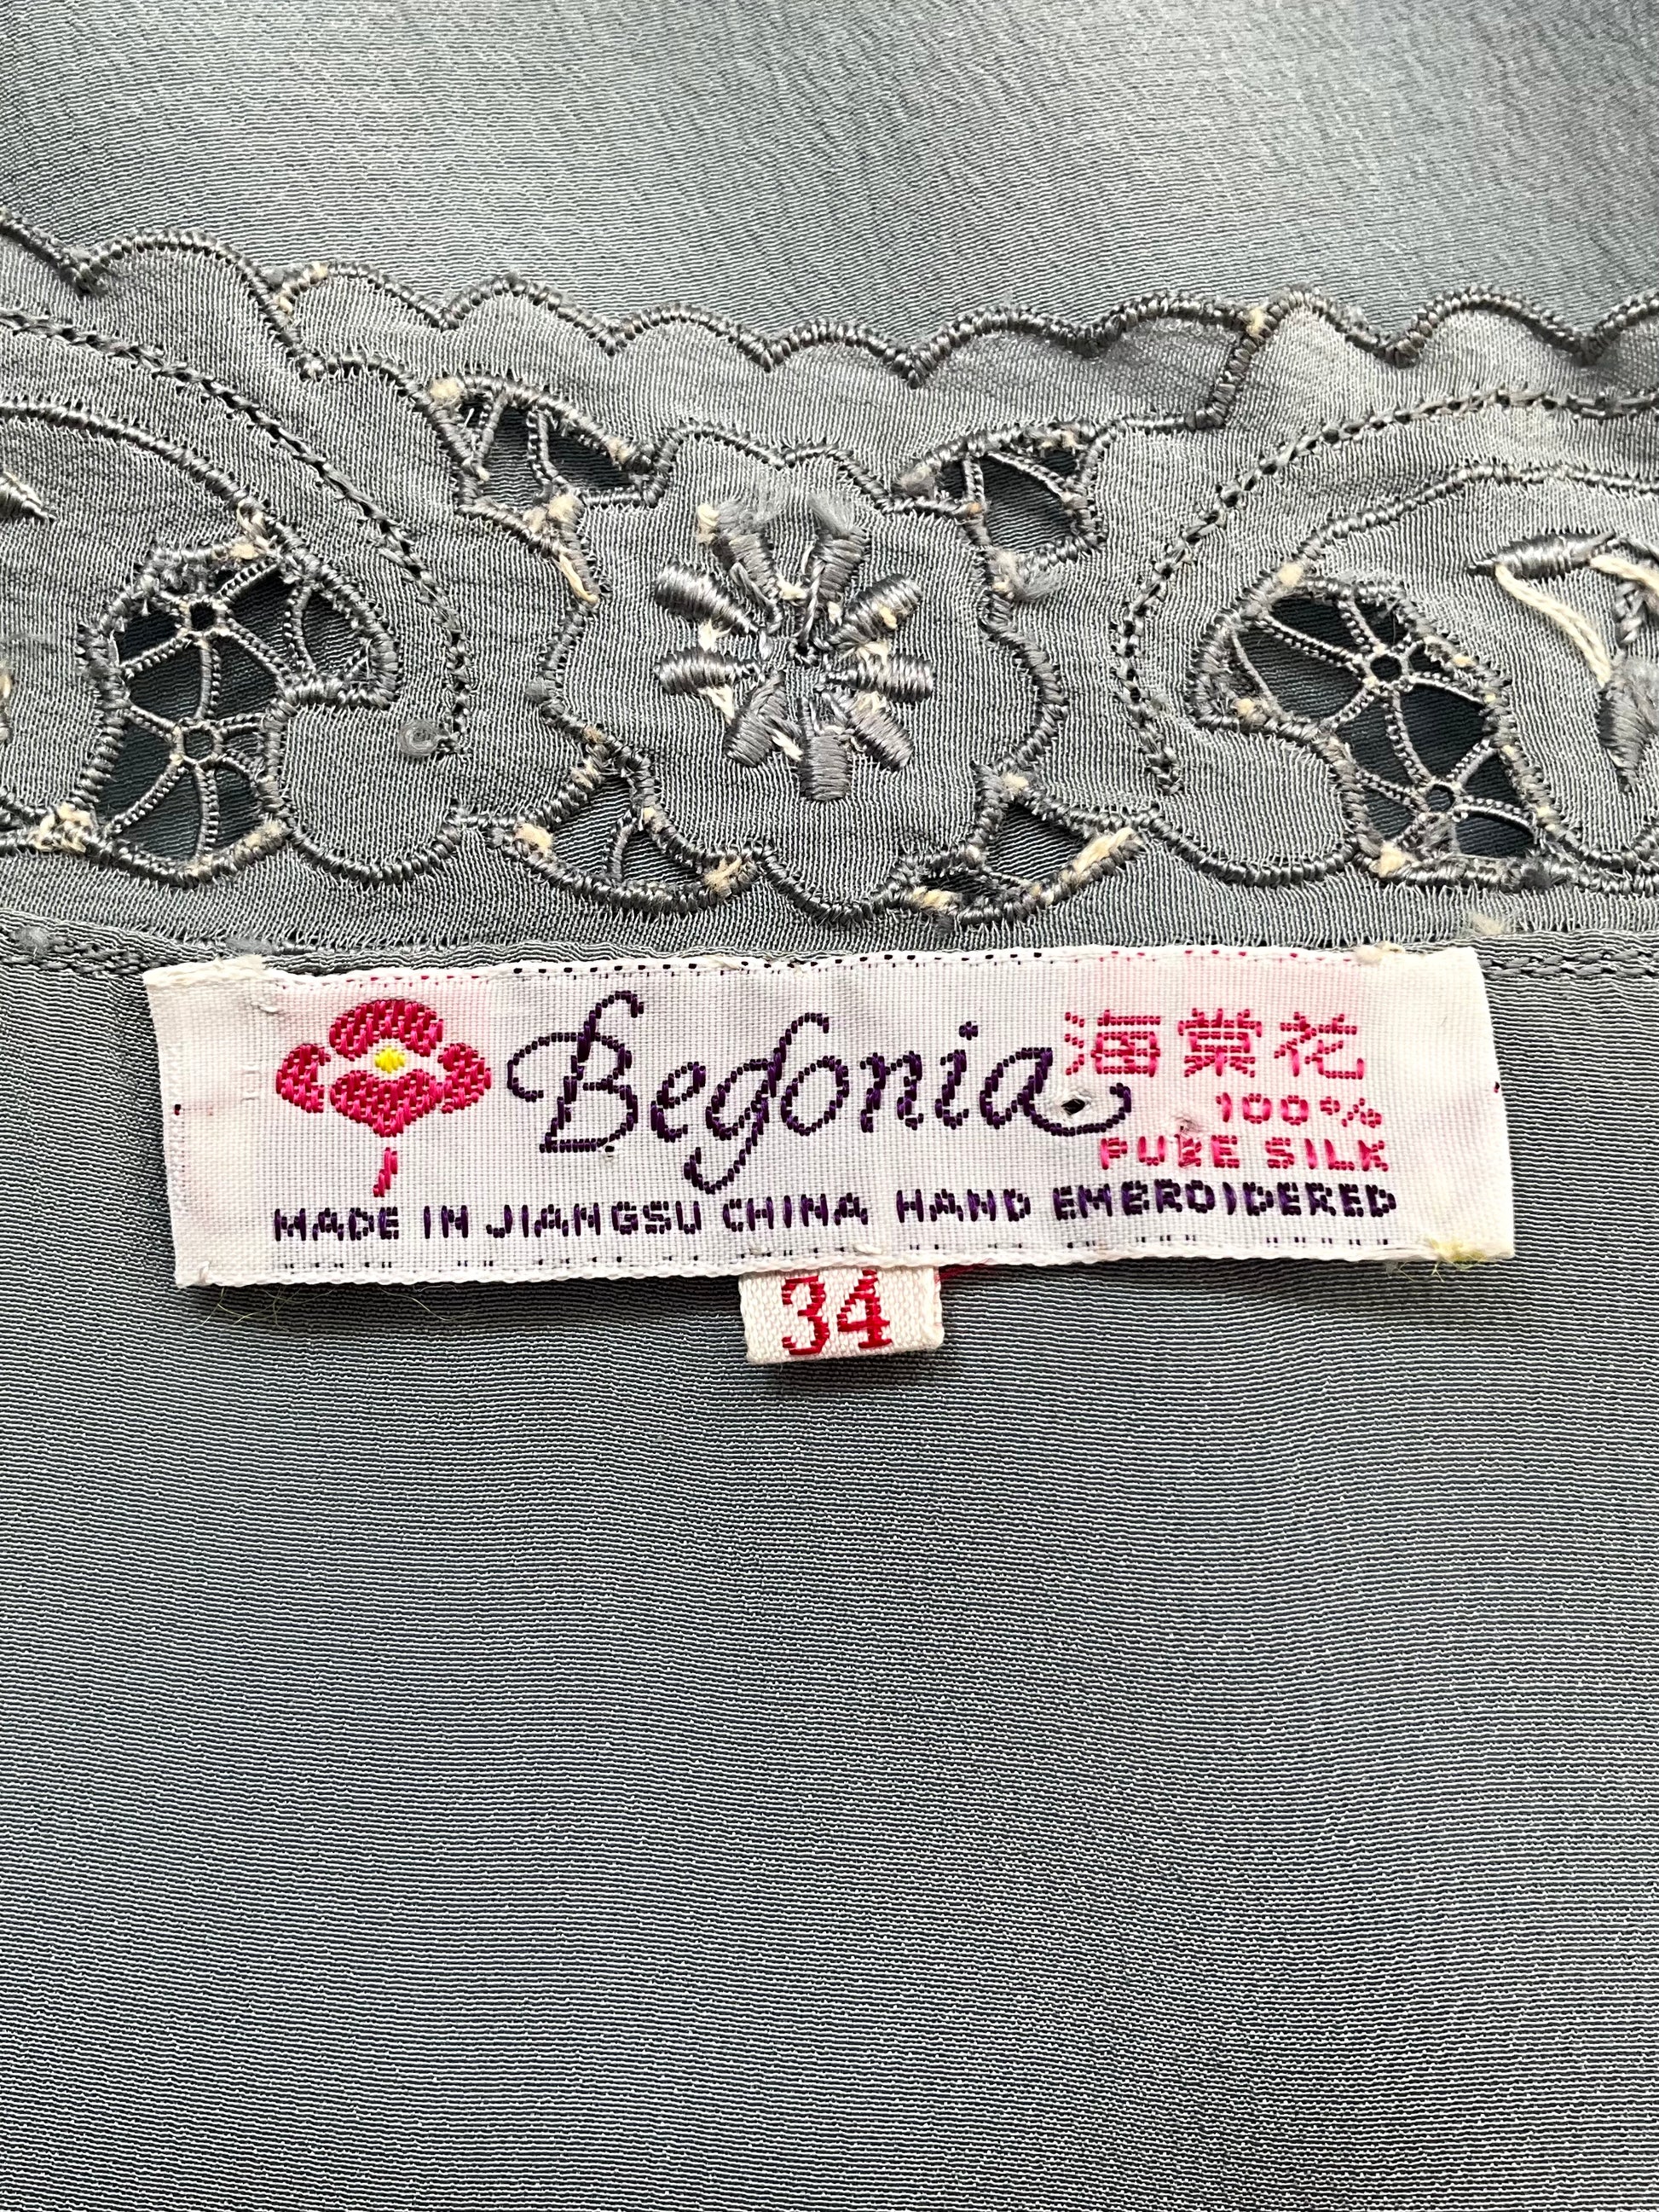 Begonia 海棠花
100%
PURE SILK
MADE IN JIANGSU CHINA HAND EMBROIDERED
34